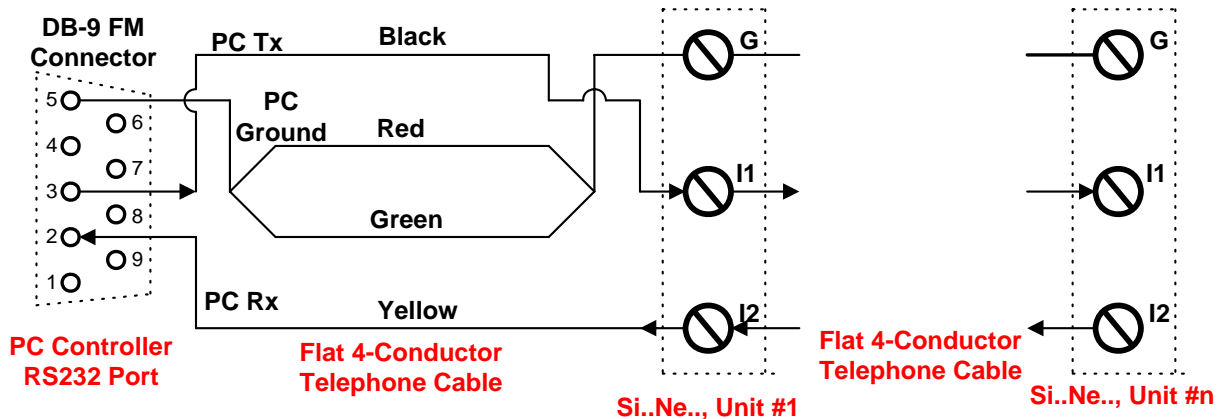 DB-9 FM
Connector
PC Tx
Black
G
G
5
6
PC
Ground
Red
4
7
3
I1
I1
8
Green
2
9
1
PC Rx
Yellow
I2
I2
PC Controller
RS232 Port
Flat 4-Conductor
Telephone Cable
Flat 4-Conductor
Telephone Cable
Si..Ne.., Unit #1
Si..Ne.., Unit #n